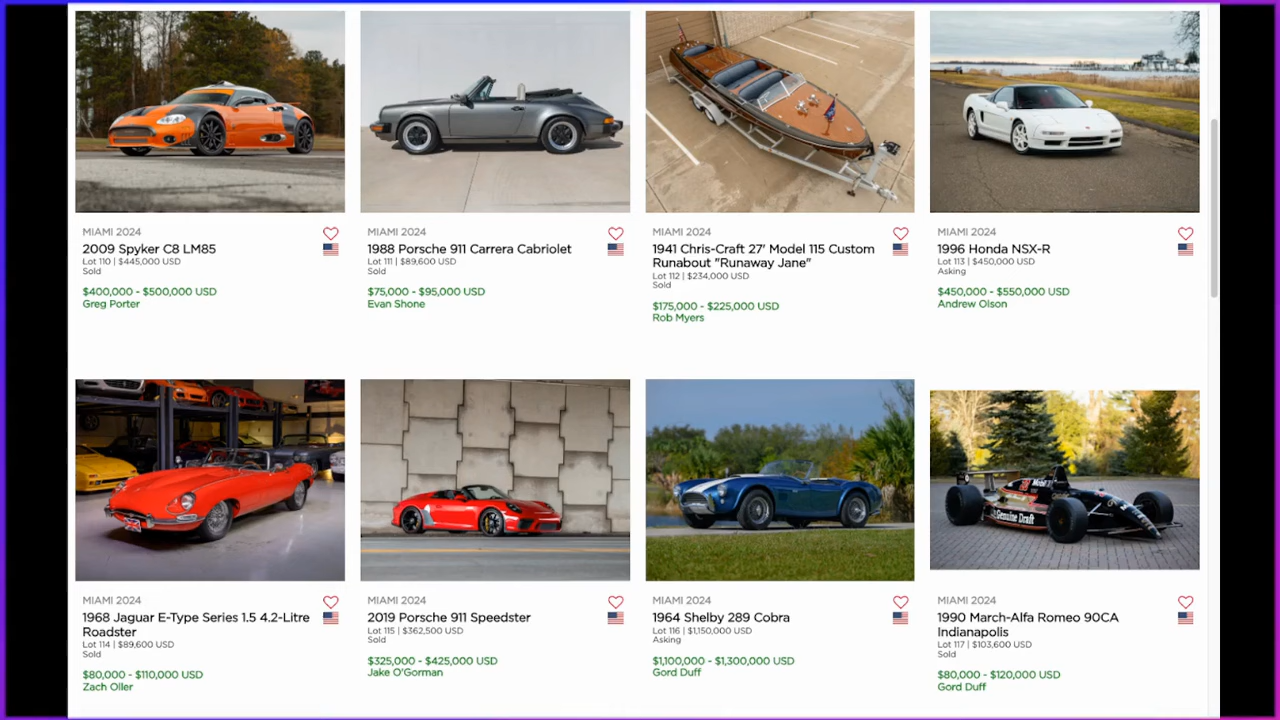 MIAMI 2024
2009 Spyker C8 LM85
Lot 110 | $445,000 USD
Sold
$400,000 - $500,000 USD
Greg Porter
MIAMI 2024
1988 Porsche 911 Carrera Cabriolet
Lot 111 | $89,600 USD
Sold
$75,000 - $95,000 USD
Evan Shone
MIAMI 2024
1941 Chris-Craft 27' Model 115 Custom
Runabout "Runaway Jane"
Lot 112 | $234,000 USD
Sold
$175,000 - $225,000 USD
Rob Myers
MIAMI 2024
1996 Honda NSX-R
Lot 113 | $450,000 USD
Asking
$450,000 - $550,000 USD
Andrew Olson
MIAMI 2024
1968 Jaguar E-Type Series 1.5 4.2-Litre
Roadster
Lot 114 | $89,600 USD
Sold
$80,000 - $110,000 USD
Zach Oller
MIAMI 2024
2019 Porsche 911 Speedster
Lot 115 | $362,500 USD
Sold
$325,000 - $425,000 USD
Jake O'Gorman
MIAMI 2024
1964 Shelby 289 Cobra
Lot 116 | $1,150,000 USD
Asking
$1,100,000 - $1,300,000 USD
Gord Duff
Genuine Draft
MIAMI 2024
1990 March-Alfa Romeo 90CA
Indianapolis
Lot 117 | $103,600 USD
Sold
$80,000 - $120,000 USD
Gord Duff